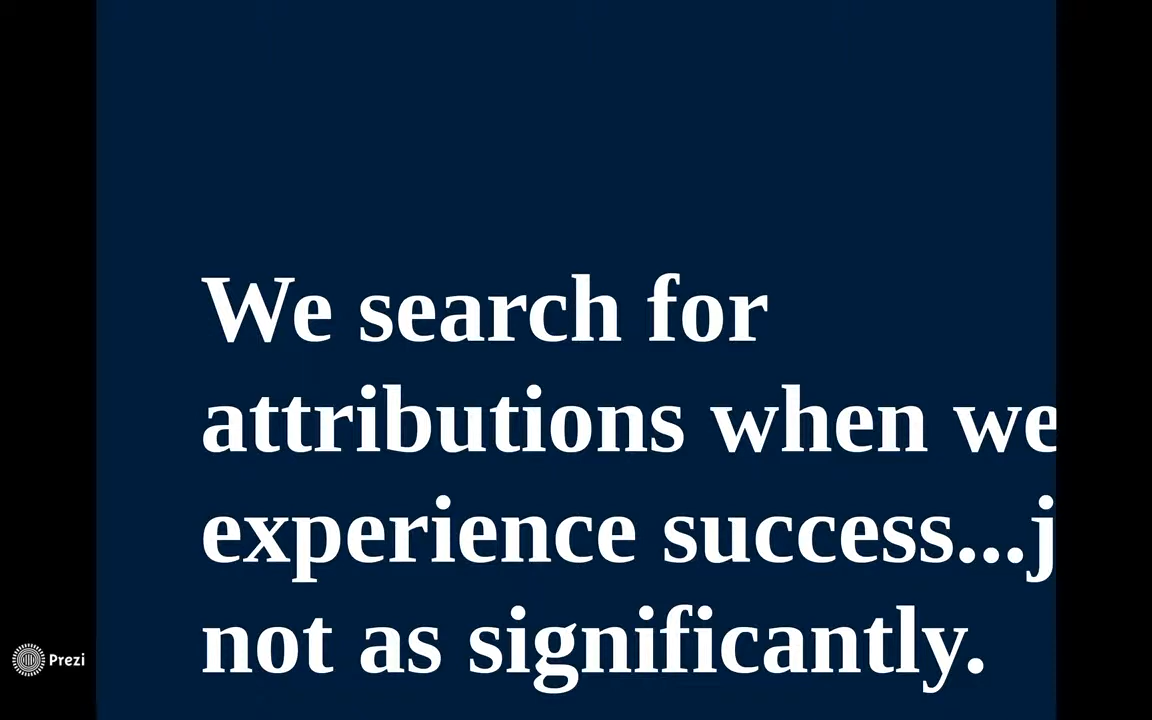 We search for
attributions when we
experience success...j
not as significantly.
Prezi